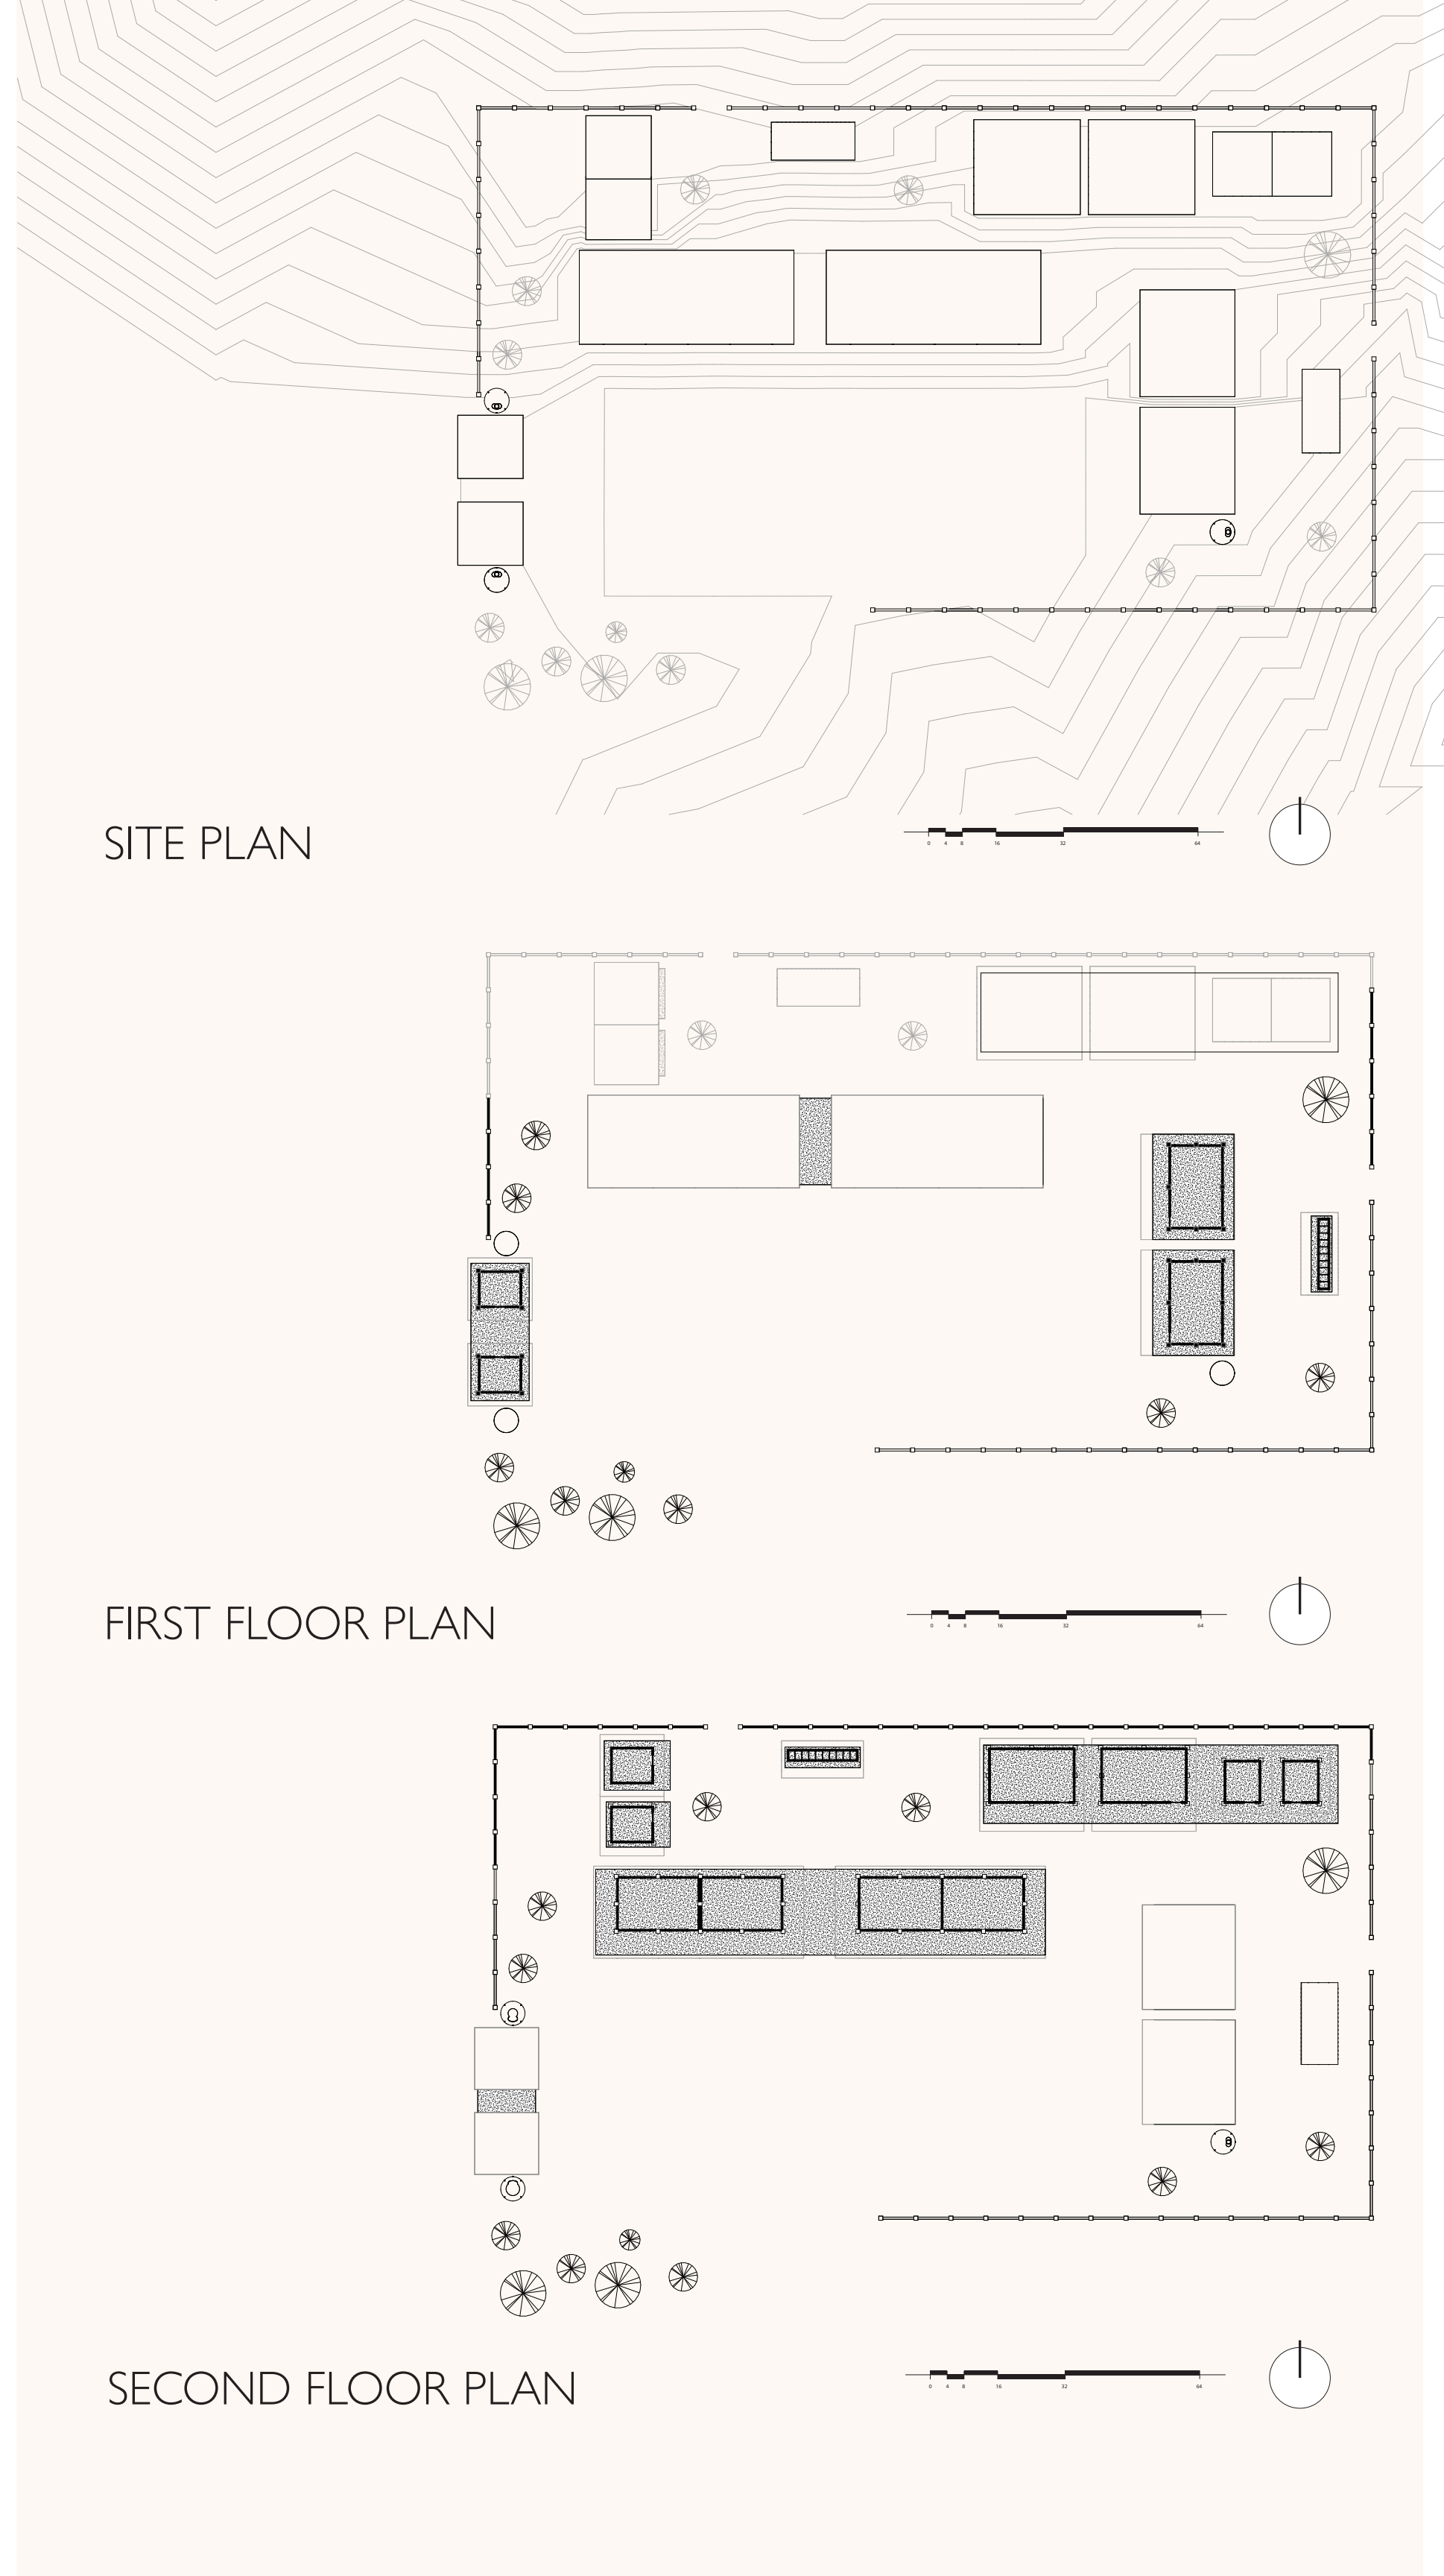 SITE PLAN
0 4 8 16 32 64
FIRST FLOOR PLAN
0 4 8 16 32 64
SECOND FLOOR PLAN
0 4 8 16 32 64